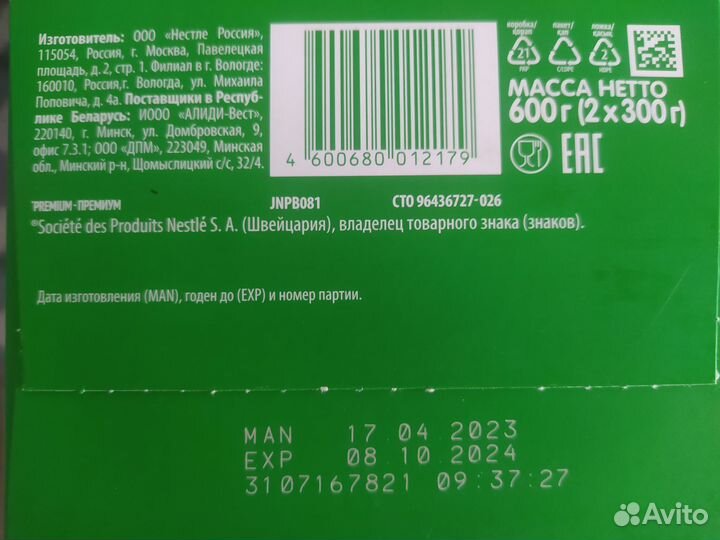 Изготовитель: ООО «Нестле Россия»,
115054, Россия, г. Москва, Павелецкая
площадь, д.2, стр. 1. Филиал в г. Вологде:
160010, Россия,г. Вологда, ул. Михаила
Поповича, д. 4а. Поставщики в Респуб-
лике Беларусь: ИООО «АЛИДИ-Вест»,
220140, г. Минск, ул. Домбровская, 9,
офис 7.3.1; ООО «ДПМ», 223049, Минская
обл., Минский р-н, Щомыслицкий с/с, 32/4.
4 600680 012179
коробка/ пакет/ ложка/
қорап қап қасық
21 2
PAP C/LDPE HDPE
МАССА НЕТТО
600 г (2 x 300 г)
EAC
*PREMIUM-ПРЕМИУМ JNPB081 СТО 96436727-026
®Société des Produits Nestlé S. A. (Швейцария), владелец товарного знака (знаков).
Дата изготовления (MAN), годен до (EXP) и номер партии.
MAN 17 04 2023
EXP 08 10 2024
3107167821 09:37:27
Avito